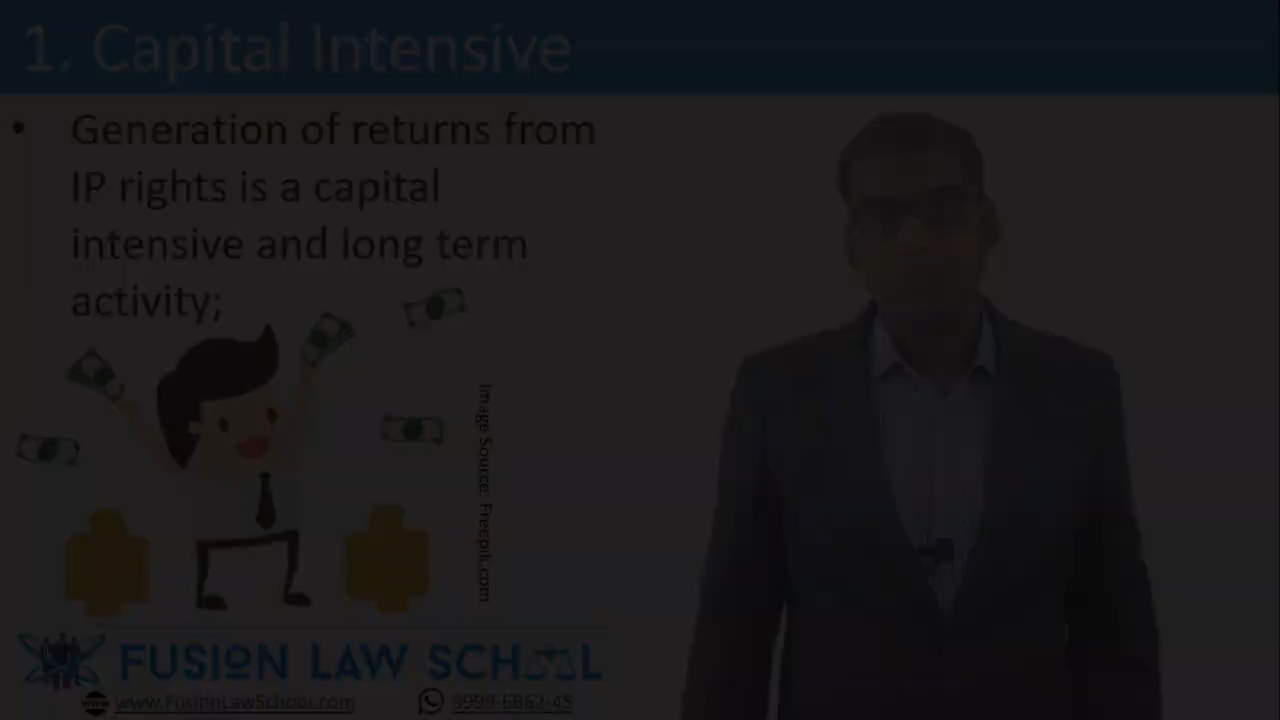 1. Capital Intensive
• Generation of returns from
IP rights is a capital
intensive and long term
activity;
Image Source: Freepik.com
FUSION LAW SCHOOL
www.FusionLawSchool.com